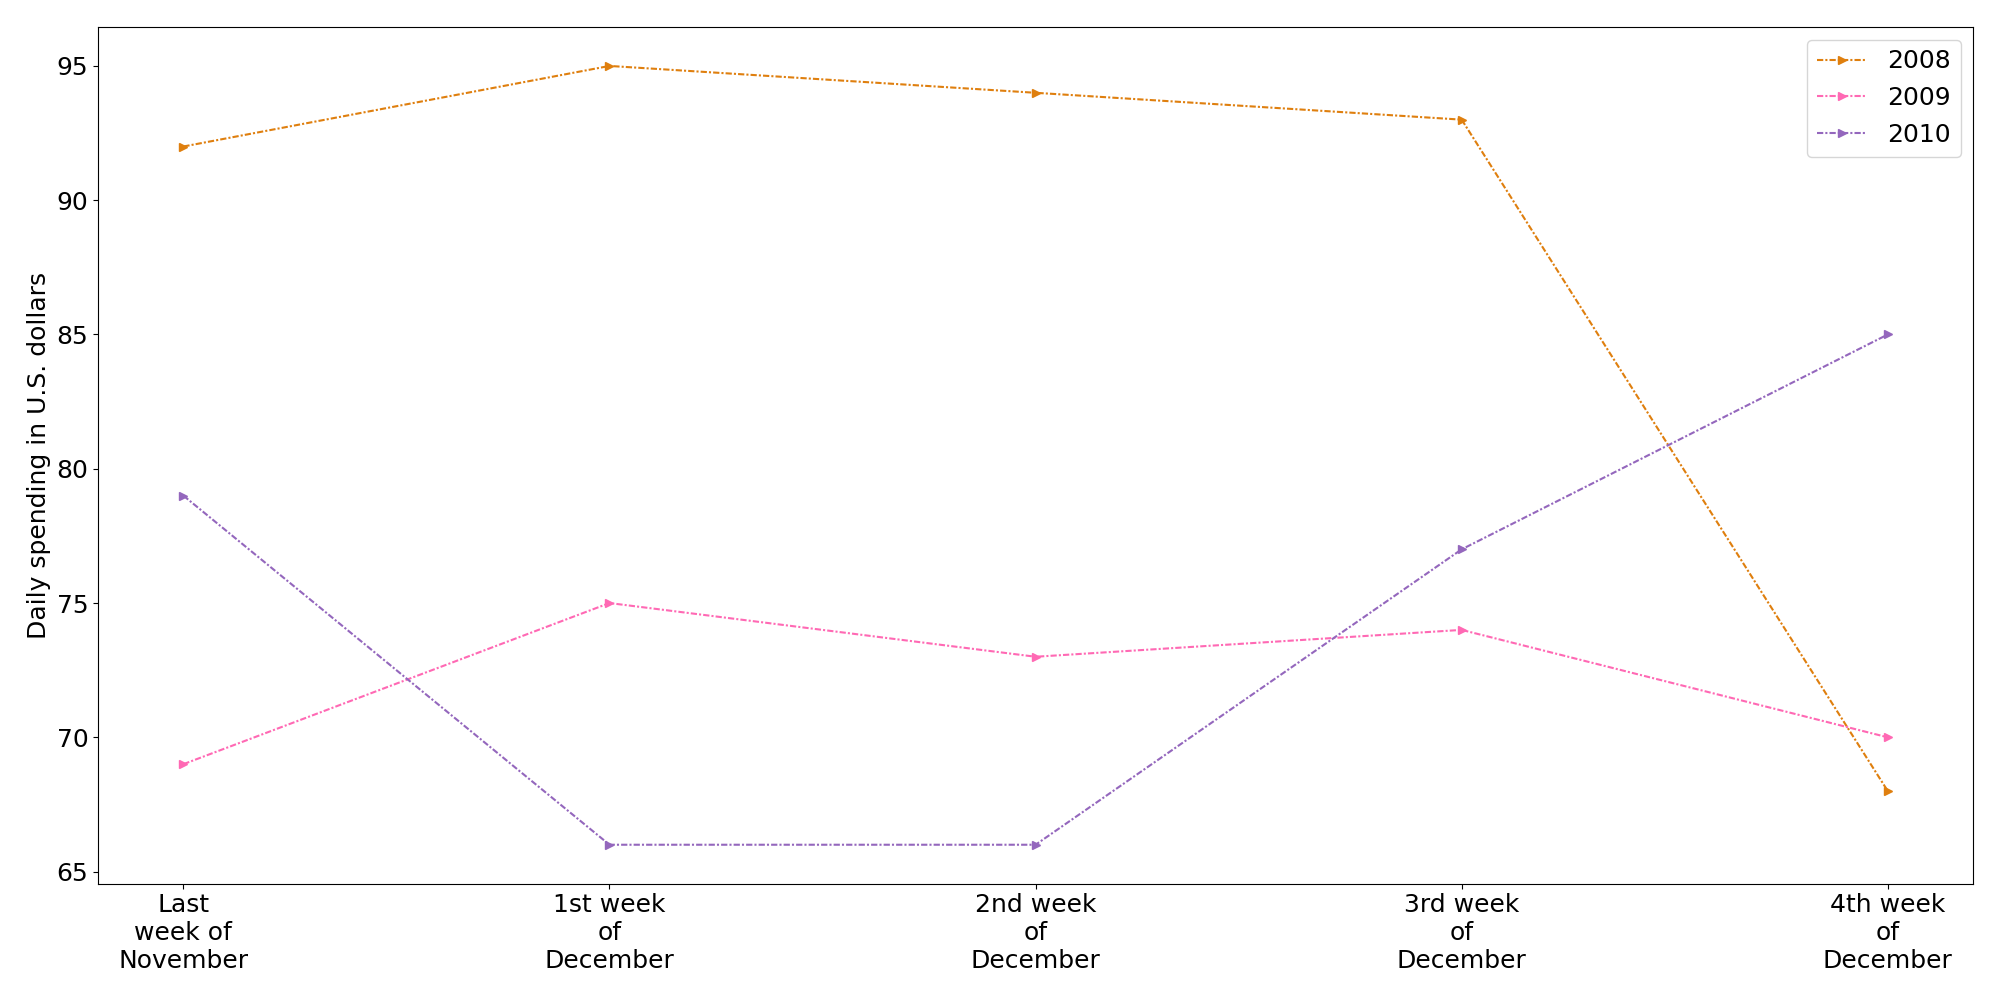 2008
2009
2010
Daily spending in U.S. dollars
95
90
85
80
75
70
65
Last
week of
November
1st week
of
December
2nd week
of
December
3rd week
of
December
4th week
of
December